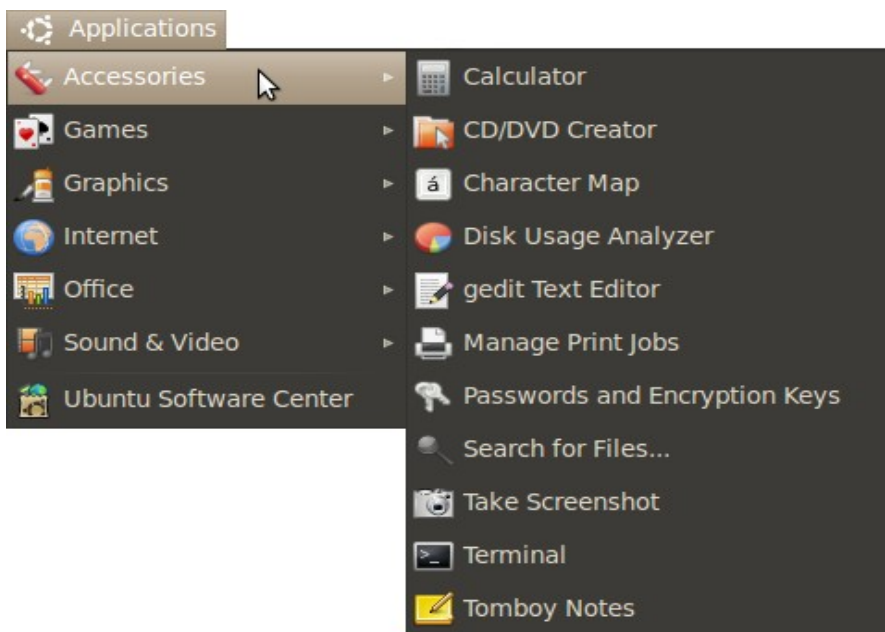 Applications
Accessories
Games
Graphics
Internet
Office
Sound & Video
Ubuntu Software Center
Calculator
CD/DVD Creator
á Character Map
Disk Usage Analyzer
gedit Text Editor
Manage Print Jobs
Passwords and Encryption Keys
Search for Files...
Take Screenshot
>_ Terminal
Tomboy Notes